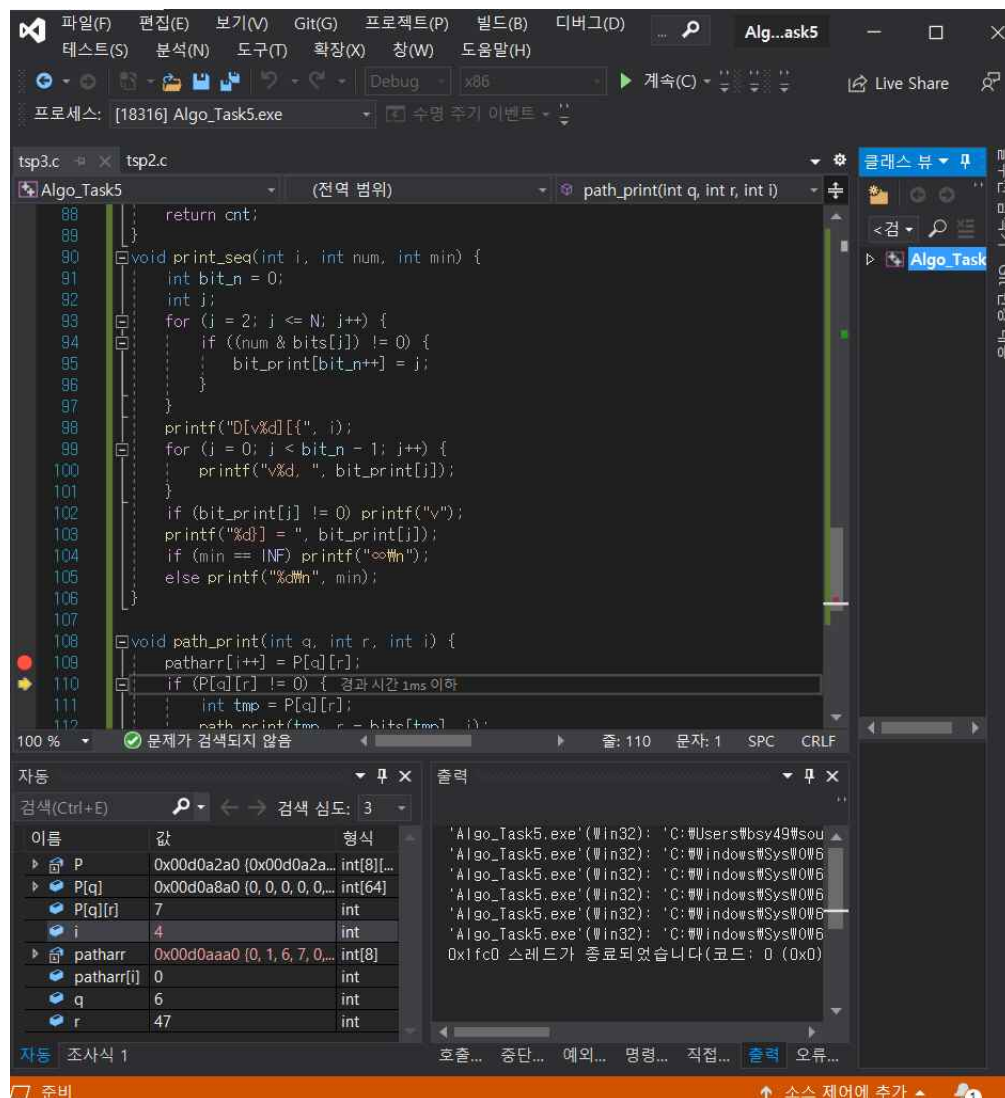 파일(F) 편집(E) 보기(V) Git(G) 프로젝트(P) 빌드(B) 디버그(D) ... Alg...ask5
테스트(S) 분석(N) 도구(T) 확장(X) 창(W) 도움말(H)
Debug x86 계속(C) Live Share
프로세스: [18316] Algo_Task5.exe 수명 주기 이벤트
tsp3.c tsp2.c
Algo_Task5 (전역 범위) path_print(int q, int r, int i)
88 return cnt;
89 }
90 void print_seq(int i, int num, int min) {
91 int bit_n = 0;
92 int j;
93 for (j = 2; j <= N; j++) {
94 if ((num & bits[j]) != 0) {
95 bit_print[bit_n++] = j;
96 }
97 }
98 printf("D[v%d][{", i);
99 for (j = 0; j < bit_n - 1; j++) {
100 printf("v%d, ", bit_print[j]);
101 }
102 if (bit_print[j] != 0) printf("v");
103 printf("%d}] = ", bit_print[j]);
104 if (min == INF) printf("∞₩n");
105 else printf("%d₩n", min);
106 }
107
108 void path_print(int q, int r, int i) {
109 patharr[i++] = P[q][r];
110 if (P[q][r] != 0) { 경과 시간 1ms 이하
111 int tmp = P[q][r];
112 path_print(tmp, r - bits[tmp], i);
100 % 문제가 검색되지 않음 줄: 110 문자: 1 SPC CRLF
클래스 뷰
<검
Algo_Task
자동
검색(Ctrl+E) 검색 심도: 3
이름 값 형식
P 0x00d0a2a0 {0x00d0a2a... int[8][...
P[q] 0x00d0a8a0 {0, 0, 0, 0, 0,... int[64]
P[q][r] 7 int
i 4 int
patharr 0x00d0aaa0 {0, 1, 6, 7, 0,... int[8]
patharr[i] 0 int
q 6 int
r 47 int
자동 조사식 1
출력
'Algo_Task5.exe'(Win32): 'C:₩Users₩bsy49₩sou
'Algo_Task5.exe'(Win32): 'C:₩Windows₩SysWOW6
'Algo_Task5.exe'(Win32): 'C:₩Windows₩SysWOW6
'Algo_Task5.exe'(Win32): 'C:₩Windows₩SysWOW6
'Algo_Task5.exe'(Win32): 'C:₩Windows₩SysWOW6
'Algo_Task5.exe'(Win32): 'C:₩Windows₩SysWOW6
0x1fc0 스레드가 종료되었습니다(코드: 0 (0x0)
호출... 중단... 예외... 명령... 직접... 출력 오류...
준비 소스 제어에 추가 1